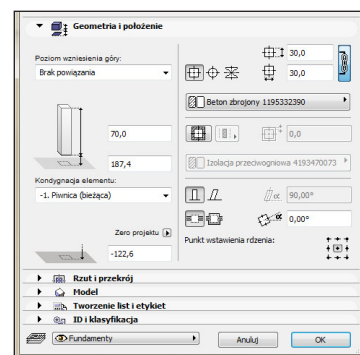 Geometria i położenie
Poziom wzniesienia góry:
Brak powiązania
70,0
187,4
Kondygnacja elementu:
-1. Piwnica (bieżąca)
Zero projektu
-122,6
30,0
30,0
Beton zbrojony 1195332390
0,0
Izolacja przeciwogniowa 4193470073
α 90,00°
α 0,00°
Punkt wstawienia rdzenia:
Rzut i przekrój
Model
Tworzenie list i etykiet
ID i klasyfikacja
Fundamenty
Anuluj
OK